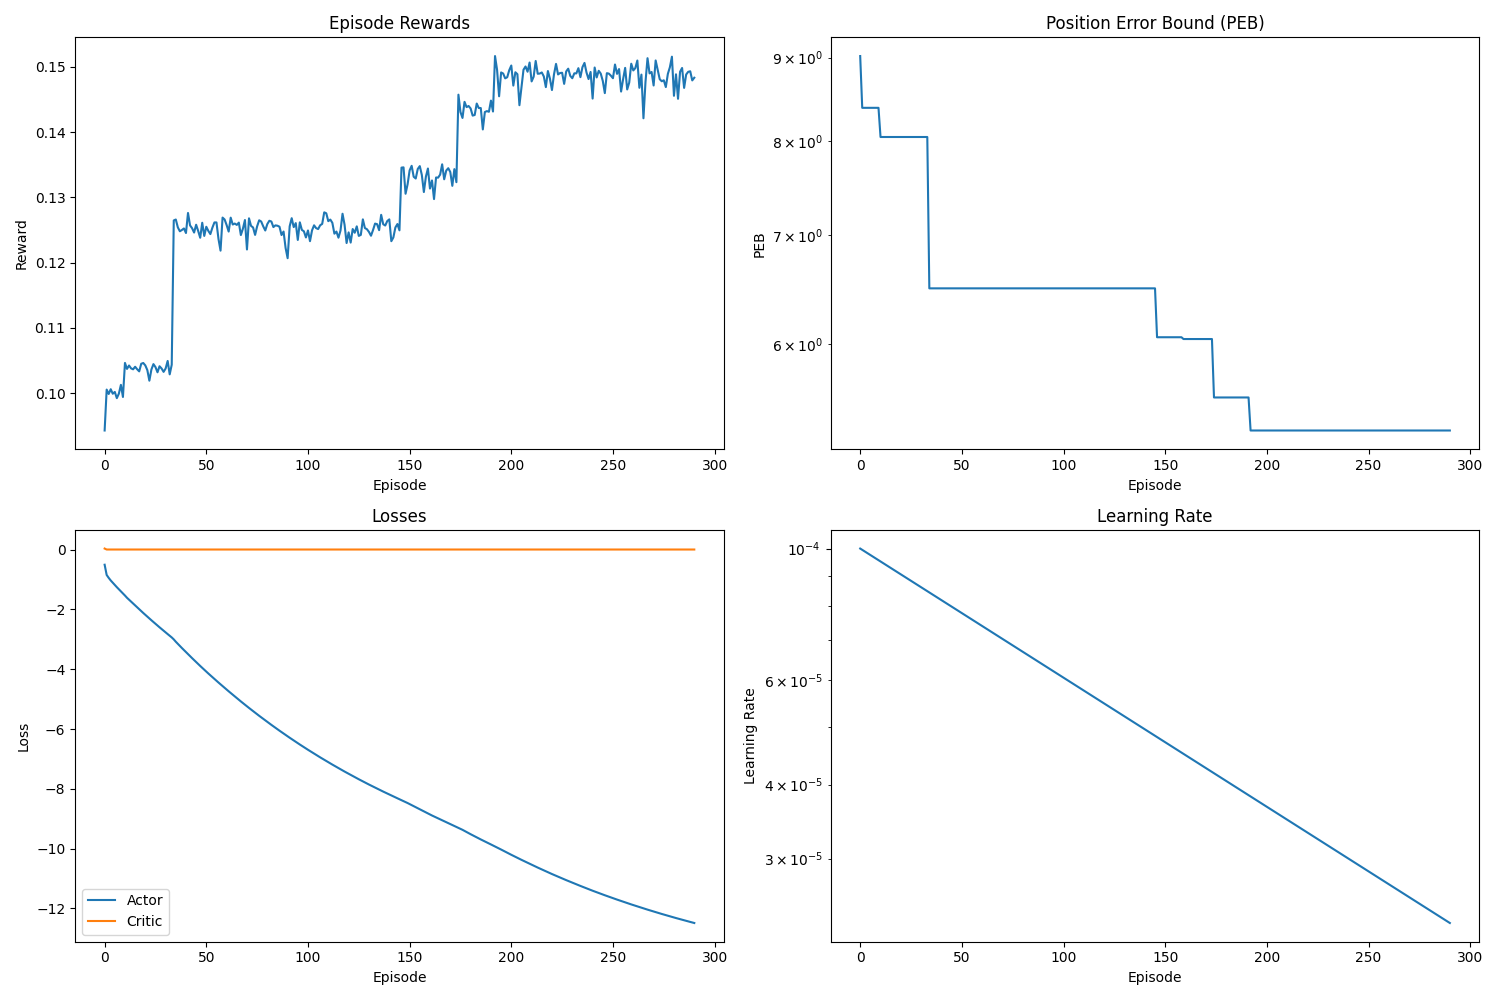 Episode Rewards
0.15
0.14
0.13
0.12
0.11
0.10
Reward
0 50 100 150 200 250 300
Episode
Position Error Bound (PEB)
9 × 10⁰
8 × 10⁰
7 × 10⁰
6 × 10⁰
PEB
0 50 100 150 200 250 300
Episode
Losses
0
−2
−4
−6
−8
−10
−12
Loss
Actor
Critic
0 50 100 150 200 250 300
Episode
Learning Rate
10⁻⁴
6 × 10⁻⁵
4 × 10⁻⁵
3 × 10⁻⁵
Learning Rate
0 50 100 150 200 250 300
Episode